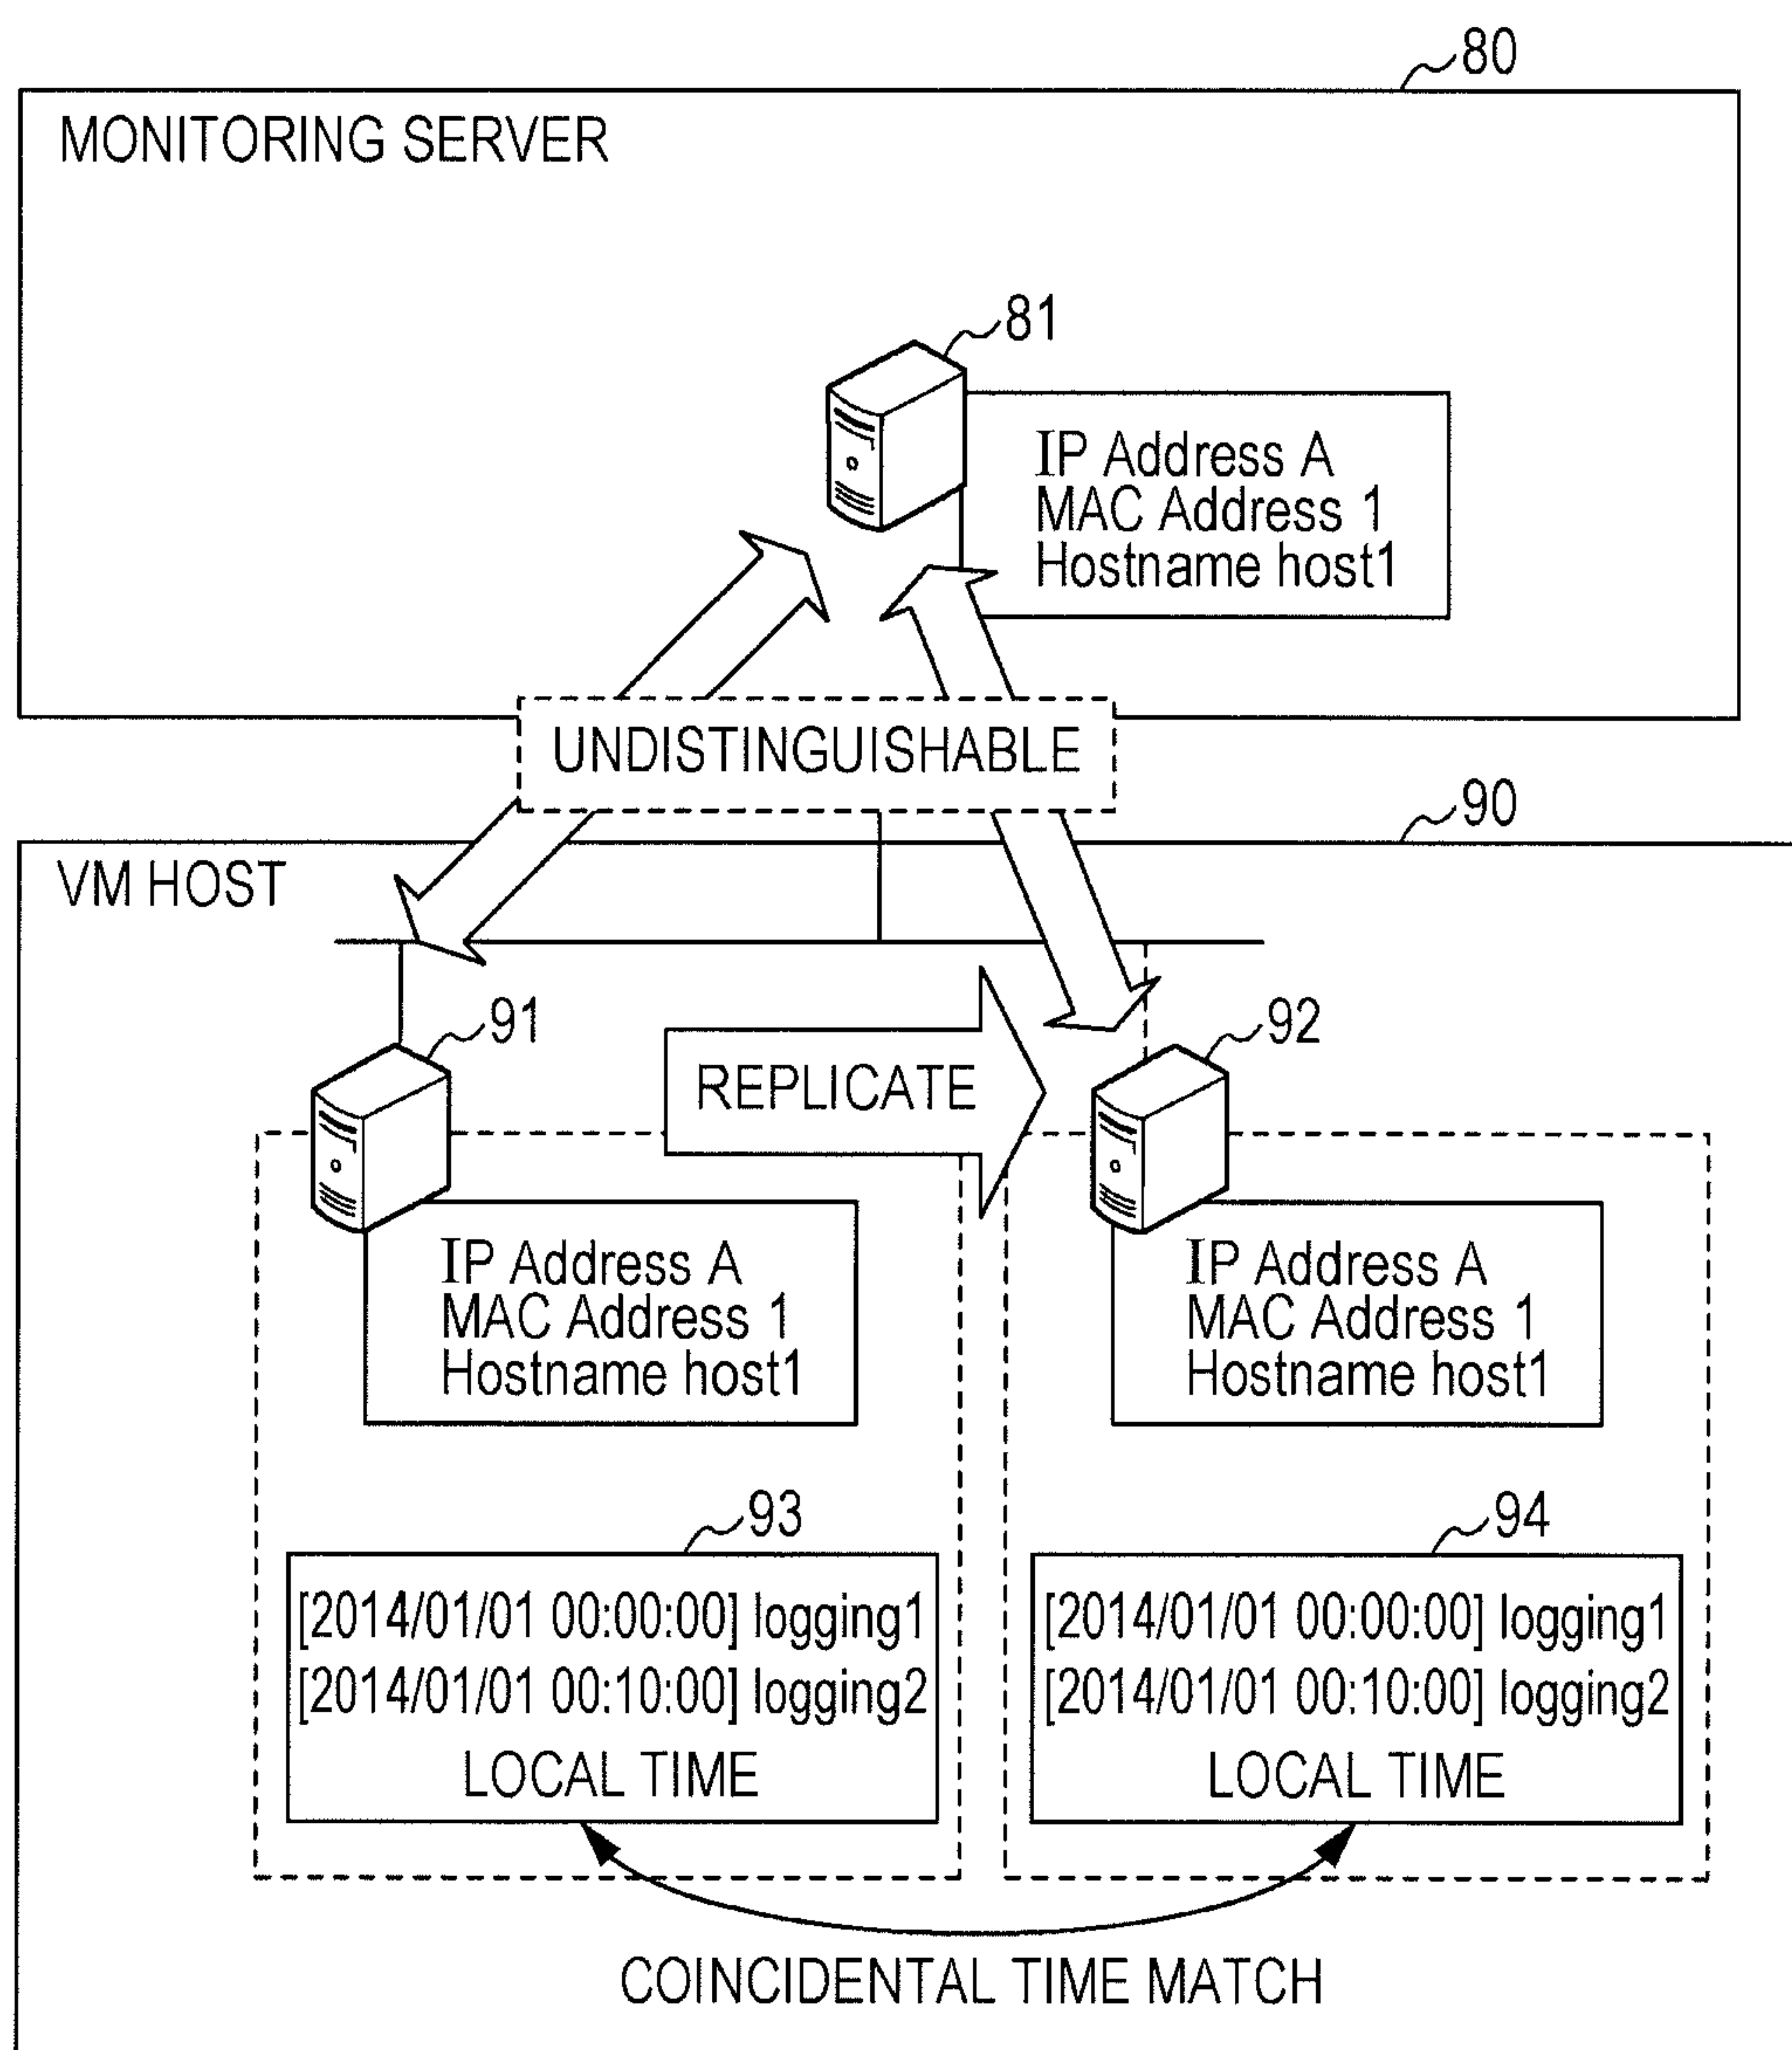 80
MONITORING SERVER
81
IP Address A
MAC Address 1
Hostname host1
UNDISTINGUISHABLE
90
VM HOST
91
REPLICATE
92
IP Address A
MAC Address 1
Hostname host1
IP Address A
MAC Address 1
Hostname host1
93
[2014/01/01 00:00:00] logging1
[2014/01/01 00:10:00] logging2
LOCAL TIME
94
[2014/01/01 00:00:00] logging1
[2014/01/01 00:10:00] logging2
LOCAL TIME
COINCIDENTAL TIME MATCH